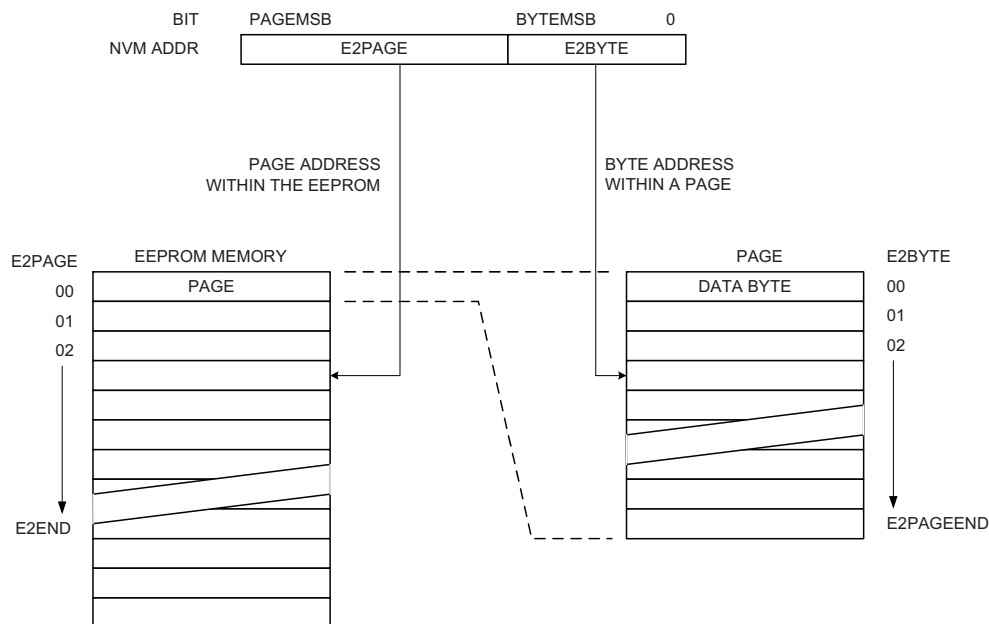 BIT PAGEMSB BYTEMSB 0
NVM ADDR E2PAGE E2BYTE
PAGE ADDRESS
WITHIN THE EEPROM
BYTE ADDRESS
WITHIN A PAGE
E2PAGE EEPROM MEMORY
00 PAGE
01
02
E2END
PAGE E2BYTE
DATA BYTE 00
01
02
E2PAGEEND